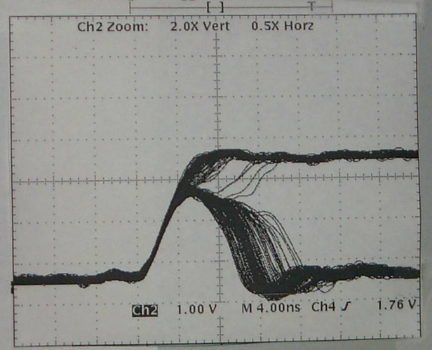 [ ] T
Ch2 Zoom: 2.0X Vert 0.5X Horz
Ch2 1.00 V M 4.00ns Ch4 ƒ 1.76 V